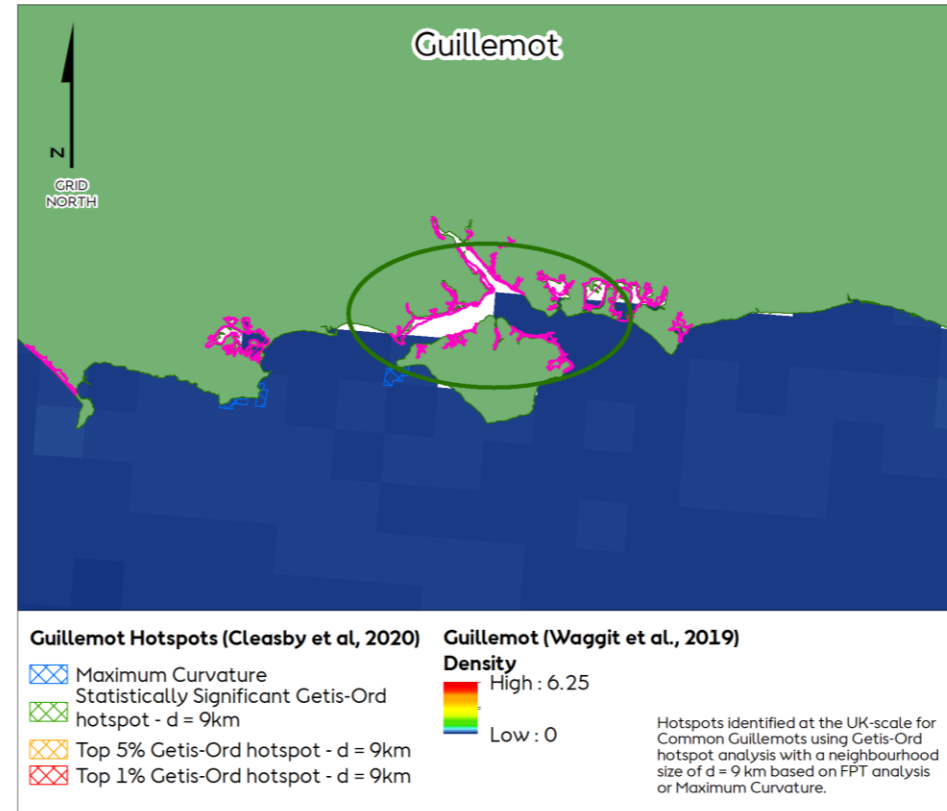 Guillemot
N
GRID
NORTH
Guillemot Hotspots (Cleasby et al, 2020)
Maximum Curvature
Statistically Significant Getis-Ord
hotspot - d = 9km
Top 5% Getis-Ord hotspot - d = 9km
Top 1% Getis-Ord hotspot - d = 9km
Guillemot (Waggit et al., 2019)
Density
High : 6.25
Low : 0
Hotspots identified at the UK-scale for
Common Guillemots using Getis-Ord
hotspot analysis with a neighbourhood
size of d = 9 km based on FPT analysis
or Maximum Curvature.